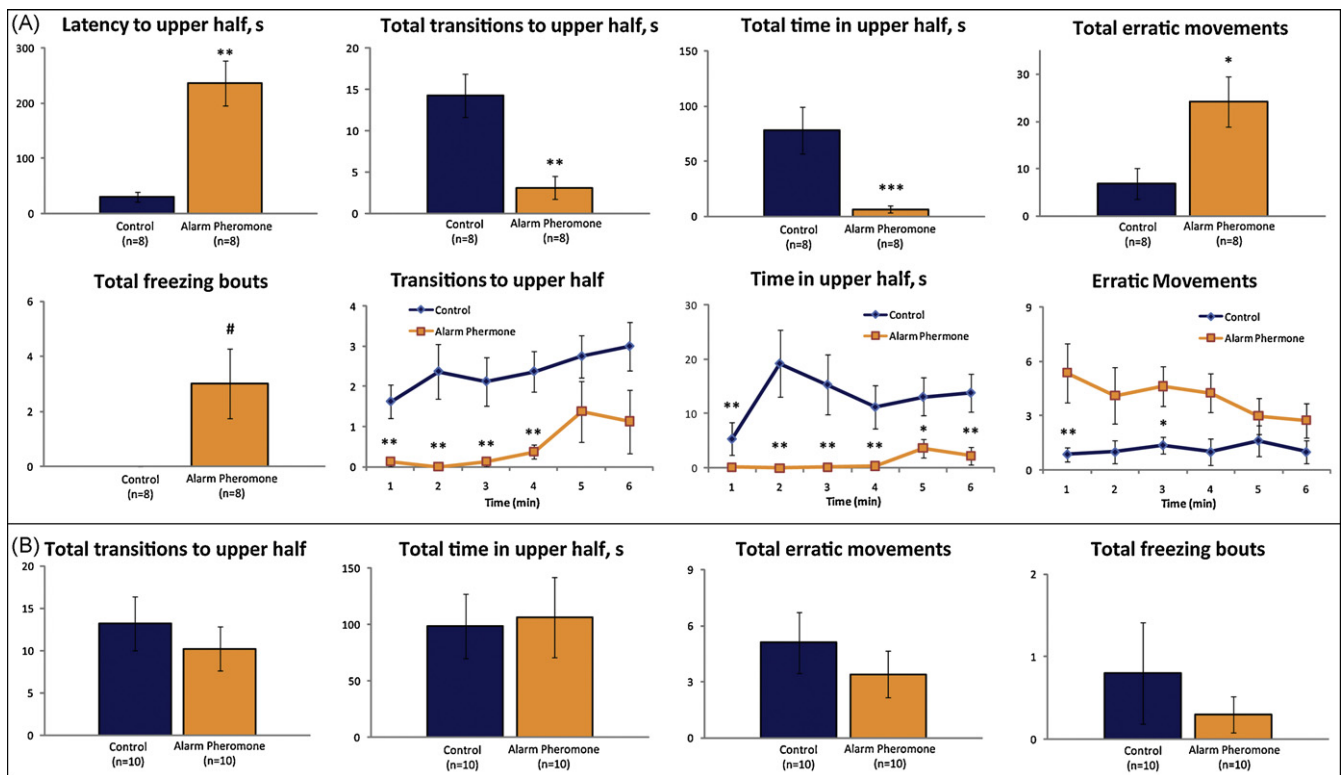 (A)
Latency to upper half, s
300
200
100
0
**
Control
(n=8)
Alarm Pheromone
(n=8)
Total transitions to upper half, s
20
15
10
5
0
**
Control
(n=8)
Alarm Pheromone
(n=8)
Total time in upper half, s
150
100
50
0
***
Control
(n=8)
Alarm Pheromone
(n=8)
Total erratic movements
30
20
10
0
*
Control
(n=8)
Alarm Pheromone
(n=8)
Total freezing bouts
6
4
2
0
#
Control
(n=8)
Alarm Pheromone
(n=8)
Transitions to upper half
4
3
2
1
0
Control
Alarm Phermone
** ** ** **
1 2 3 4 5 6
Time (min)
Time in upper half, s
30
20
10
0
Control
Alarm Phermone
** ** ** ** * **
1 2 3 4 5 6
Time (min)
Erratic Movements
9
6
3
0
Control
Alarm Phermone
** *
1 2 3 4 5 6
Time (min)
(B)
Total transitions to upper half
20
15
10
5
0
Control
(n=10)
Alarm Pheromone
(n=10)
Total time in upper half, s
150
100
50
0
Control
(n=10)
Alarm Pheromone
(n=10)
Total erratic movements
9
6
3
0
Control
(n=10)
Alarm Pheromone
(n=10)
Total freezing bouts
2
1
0
Control
(n=10)
Alarm Pheromone
(n=10)